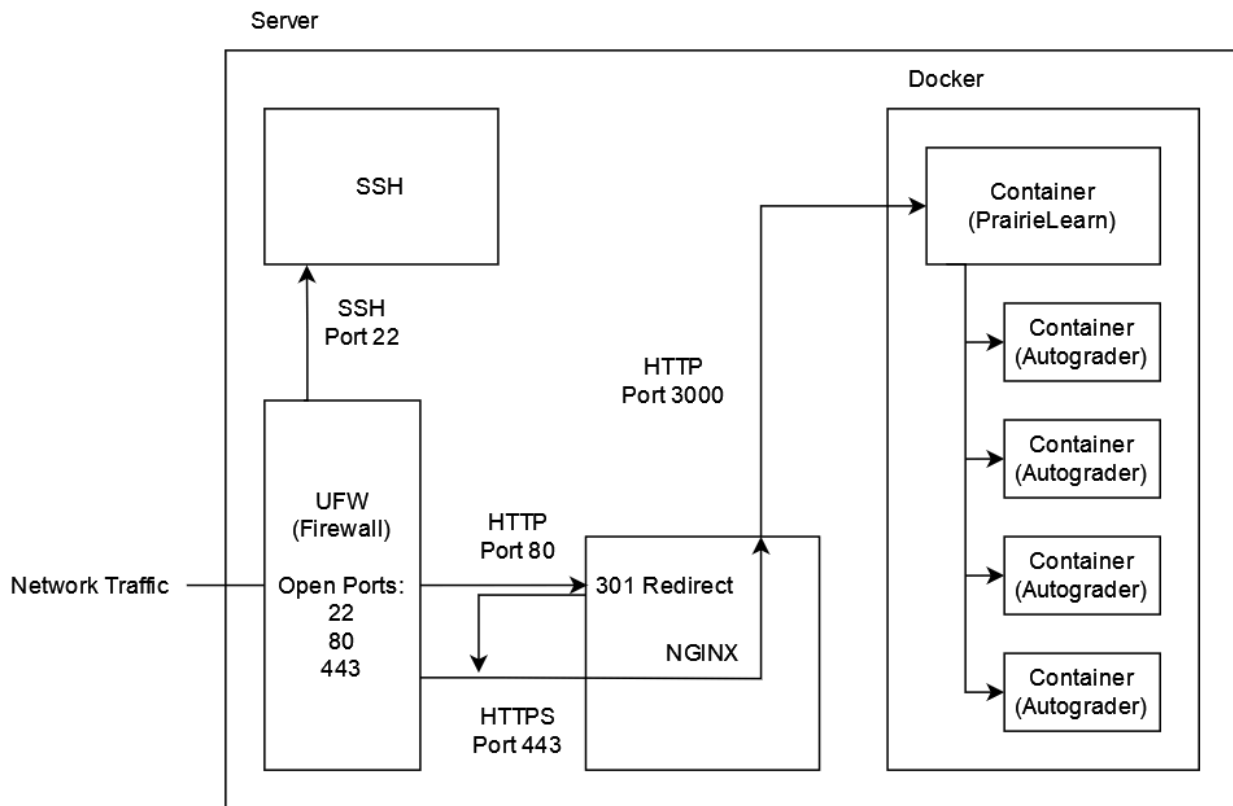 Server
Docker
SSH
Container
(PrairieLearn)
SSH
Port 22
HTTP
Port 3000
Container
(Autograder)
Container
(Autograder)
UFW
(Firewall)
Open Ports:
22
80
443
Network Traffic
HTTP
Port 80
301 Redirect
NGINX
HTTPS
Port 443
Container
(Autograder)
Container
(Autograder)